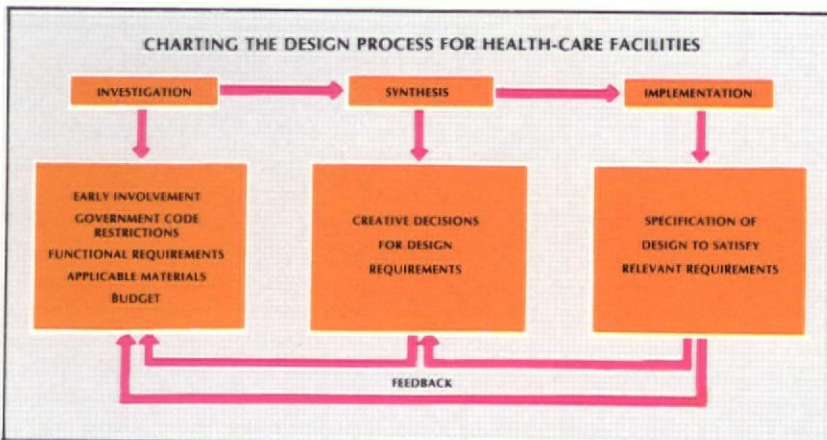 CHARTING THE DESIGN PROCESS FOR HEALTH-CARE FACILITIES
INVESTIGATION
SYNTHESIS
IMPLEMENTATION
EARLY INVOLVEMENT
GOVERNMENT CODE
RESTRICTIONS
FUNCTIONAL REQUIREMENTS
APPLICABLE MATERIALS
BUDGET
CREATIVE DECISIONS
FOR DESIGN
REQUIREMENTS
SPECIFICATION OF
DESIGN TO SATISFY
RELEVANT REQUIREMENTS
FEEDBACK